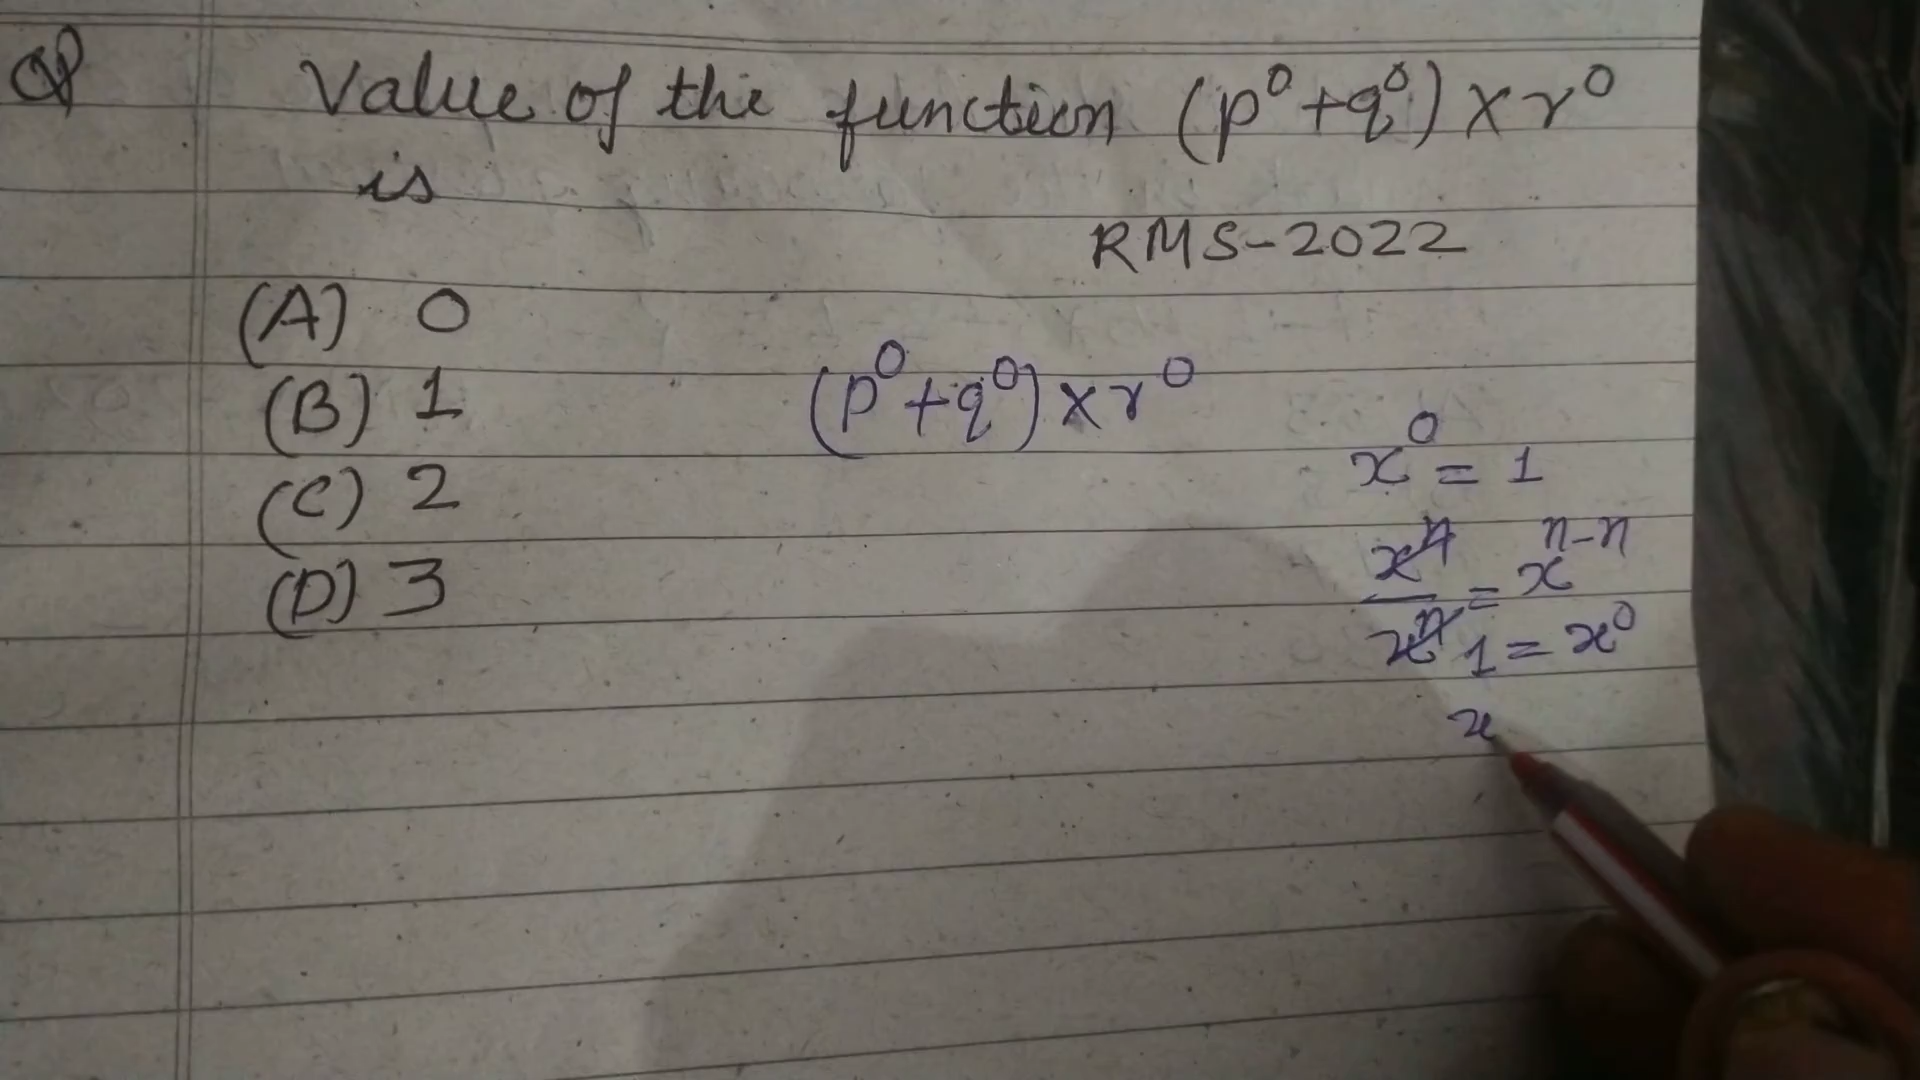 Q Value of the function (p⁰+q⁰)×r⁰
is
RMS-2022
(A) 0
(B) 1
(C) 2
(D) 3
(p⁰+q⁰)×r⁰
x⁰ = 1
xⁿ/xⁿ = xⁿ⁻ⁿ
1 = x⁰
x